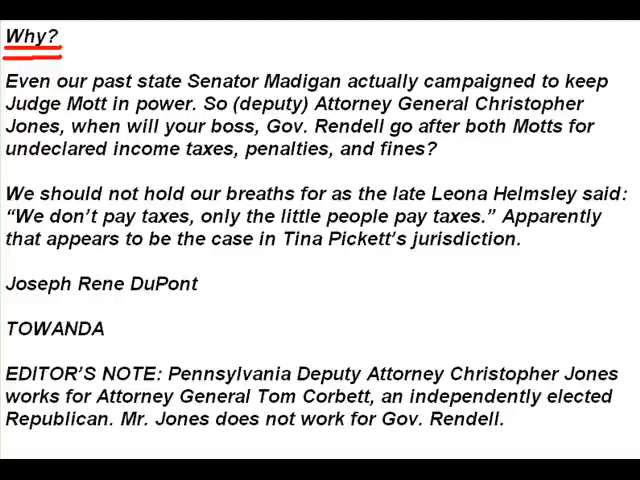 Why?
Even our past state Senator Madigan actually campaigned to keep
Judge Mott in power. So (deputy) Attorney General Christopher
Jones, when will your boss, Gov. Rendell go after both Motts for
undeclared income taxes, penalties, and fines?
We should not hold our breaths for as the late Leona Helmsley said:
“We don’t pay taxes, only the little people pay taxes.” Apparently
that appears to be the case in Tina Pickett’s jurisdiction.
Joseph Rene DuPont
TOWANDA
EDITOR’S NOTE: Pennsylvania Deputy Attorney Christopher Jones
works for Attorney General Tom Corbett, an independently elected
Republican. Mr. Jones does not work for Gov. Rendell.